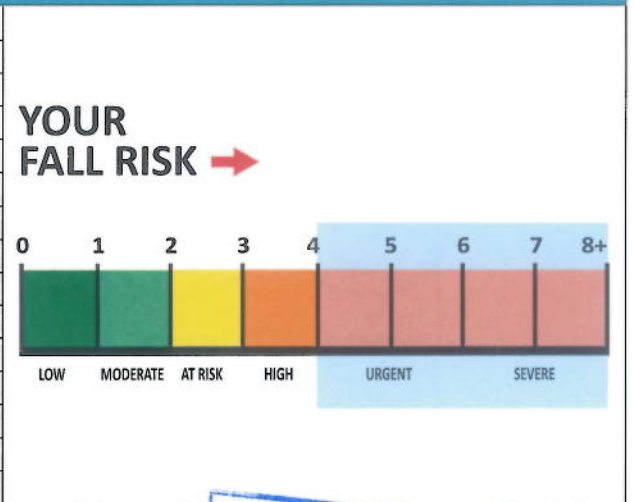 YOUR
FALL RISK
0 1 2 3 4 5 6 7 8+
LOW MODERATE AT RISK HIGH URGENT SEVERE